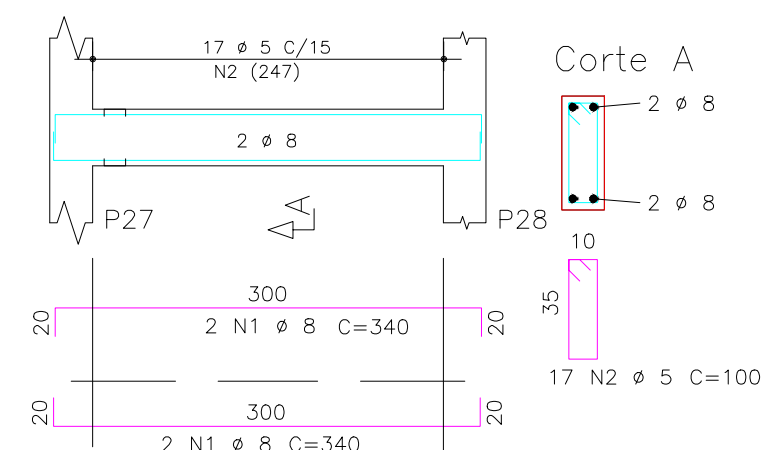 17 ø 5 C/15
N2 (247)
Corte A
2 ø 8
2 ø 8
2 ø 8
A
P27
P28
10
35
300
20
20
2 N1 ø 8 C=340
17 N2 ø 5 C=100
300
20
20
2 N1 ø 8 C=340